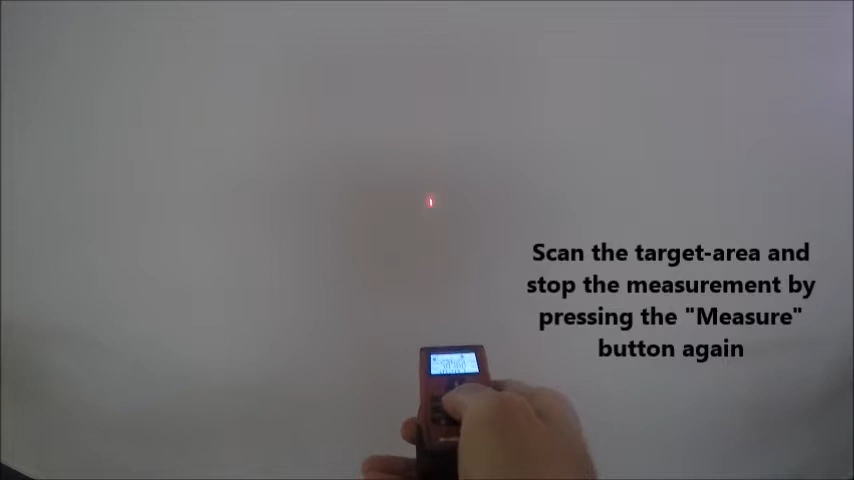 Scan the target-area and
stop the measurement by
pressing the "Measure"
button again